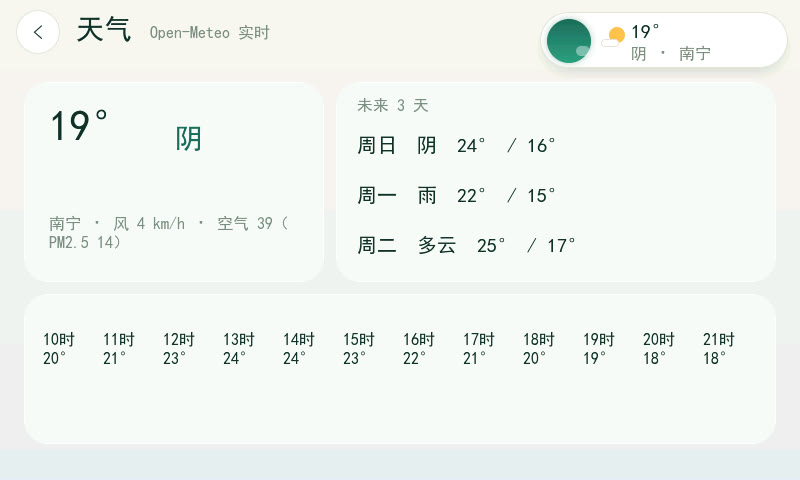 天气 Open-Meteo 实时
19°
阴 · 南宁
19° 阴
南宁 · 风 4 km/h · 空气 39（
PM2.5 14）
未来 3 天
周日 阴 24° / 16°
周一 雨 22° / 15°
周二 多云 25° / 17°
10时 11时 12时 13时 14时 15时 16时 17时 18时 19时 20时 21时
20° 21° 23° 24° 24° 23° 22° 21° 20° 19° 18° 18°